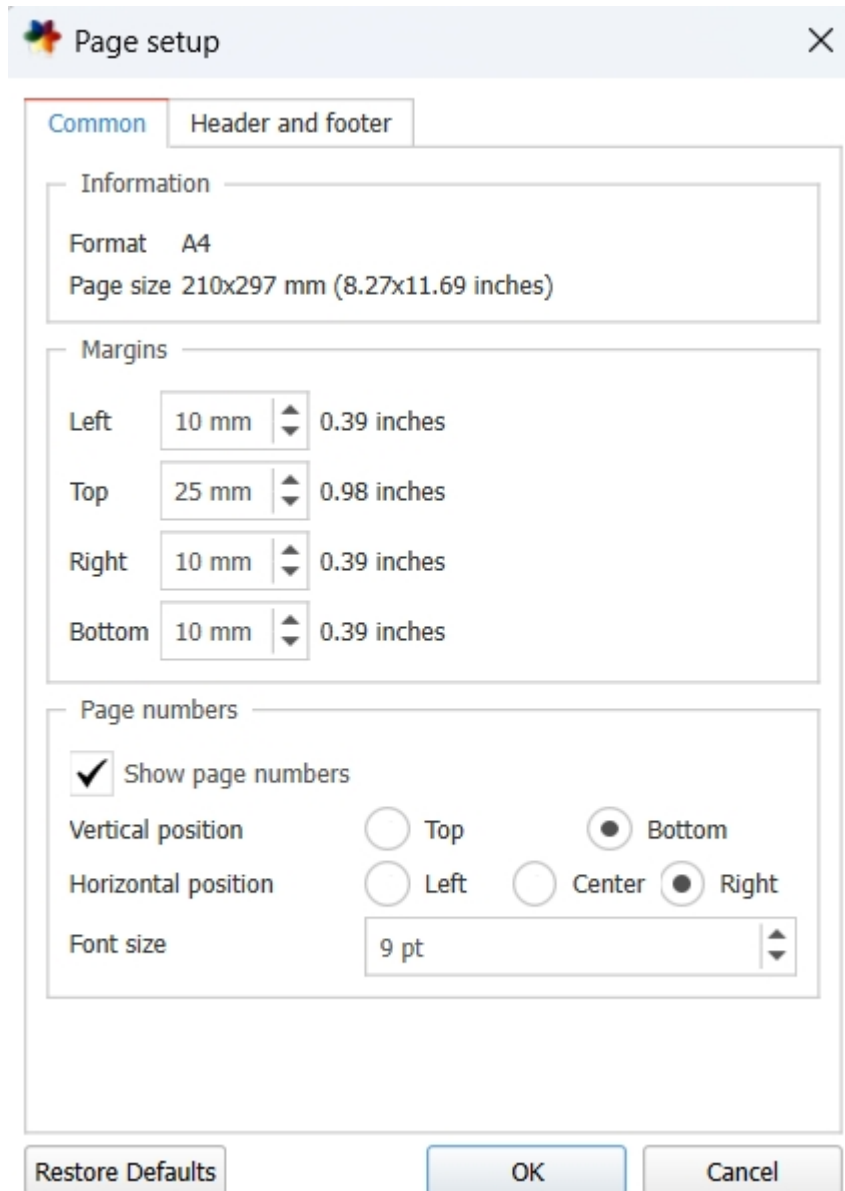 Page setup
Common Header and footer
Information
Format A4
Page size 210x297 mm (8.27x11.69 inches)
Margins
Left 10 mm 0.39 inches
Top 25 mm 0.98 inches
Right 10 mm 0.39 inches
Bottom 10 mm 0.39 inches
Page numbers
Show page numbers
Vertical position Top Bottom
Horizontal position Left Center Right
Font size 9 pt
Restore Defaults OK Cancel